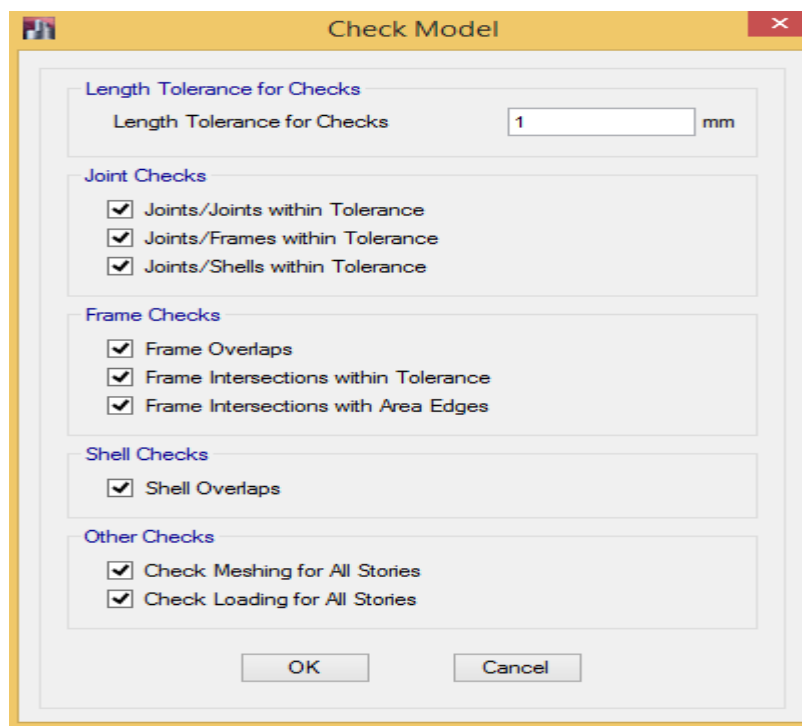 Check Model
Length Tolerance for Checks
Length Tolerance for Checks 1 mm
Joint Checks
Joints/Joints within Tolerance
Joints/Frames within Tolerance
Joints/Shells within Tolerance
Frame Checks
Frame Overlaps
Frame Intersections within Tolerance
Frame Intersections with Area Edges
Shell Checks
Shell Overlaps
Other Checks
Check Meshing for All Stories
Check Loading for All Stories
OK Cancel